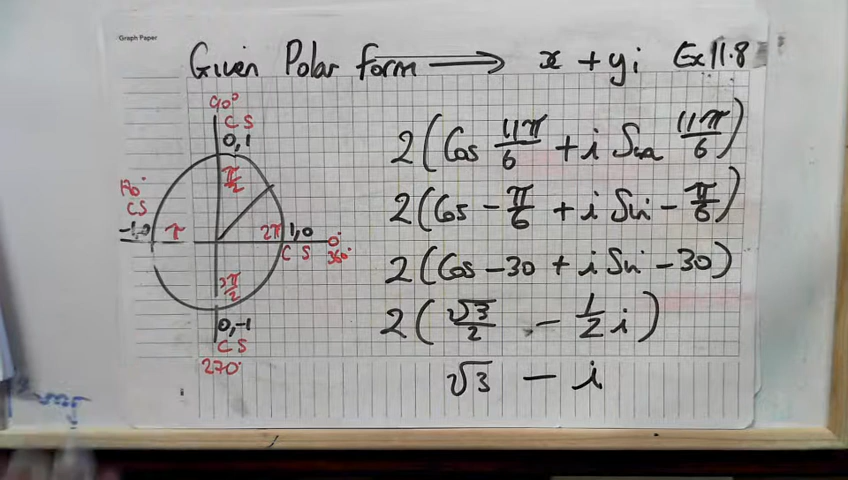 Graph Paper
Given Polar form → x + yi Ex 11.8
90°
C S
0,1
π/2
180°
C S
-1,0
π
2π
1,0
C S
0°
360°
3π/2
0,-1
C S
270°
2(Cos 11π/6 + i Sin 11π/6)
2(Cos -π/6 + i Sin -π/6)
2(Cos -30 + i Sin -30)
2(√3/2 - 1/2 i)
√3 - i